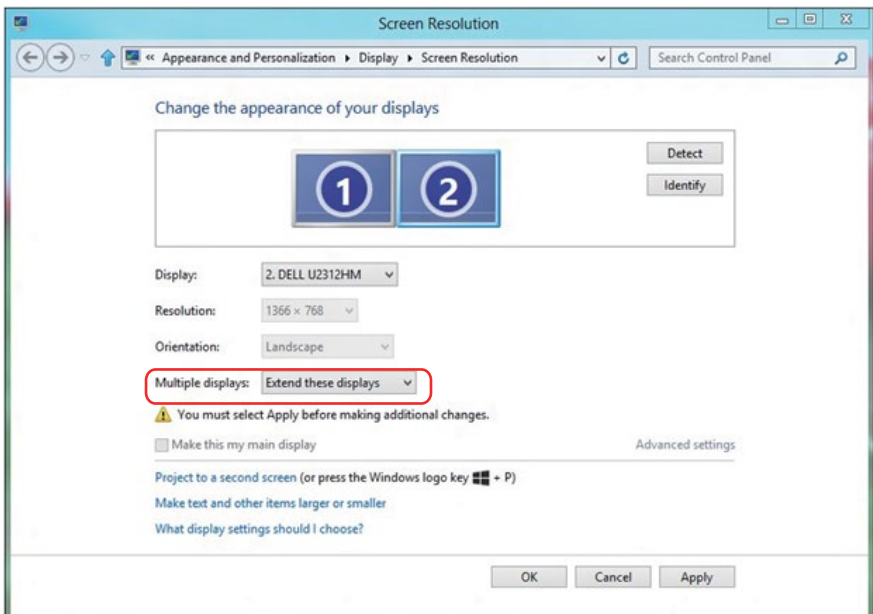 Screen Resolution
« Appearance and Personalization ▸ Display ▸ Screen Resolution
Search Control Panel
Change the appearance of your displays
1 2
Detect
Identify
Display: 2. DELL U2312HM
Resolution: 1366 × 768
Orientation: Landscape
Multiple displays: Extend these displays
You must select Apply before making additional changes.
Make this my main display
Advanced settings
Project to a second screen (or press the Windows logo key + P)
Make text and other items larger or smaller
What display settings should I choose?
OK Cancel Apply